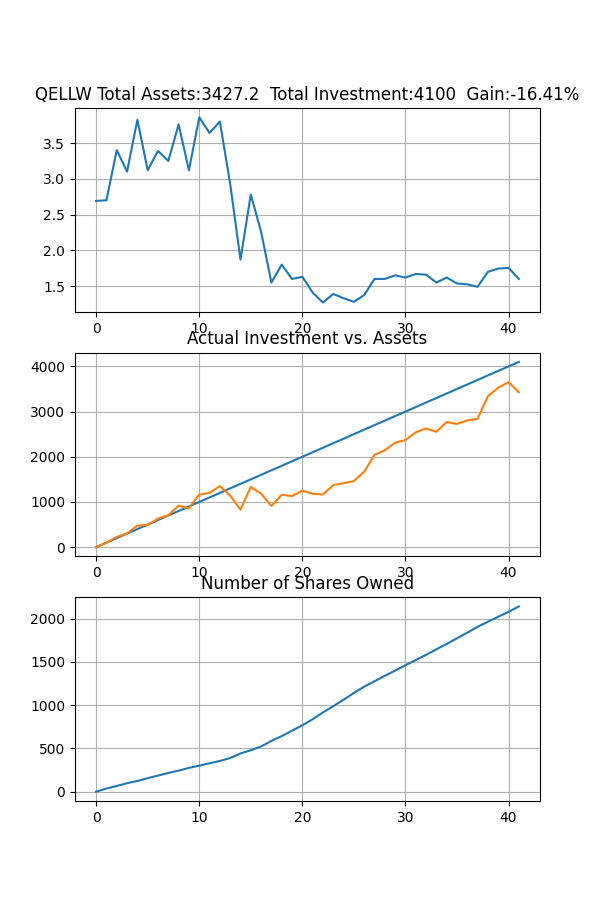 QELLW Total Assets:3427.2  Total Investment:4100  Gain:-16.41%
3.5
3.0
2.5
2.0
1.5
0 10 20 30 40
Actual Investment vs. Assets
4000
3000
2000
1000
0
0 10 20 30 40
Number of Shares Owned
2000
1500
1000
500
0
0 10 20 30 40